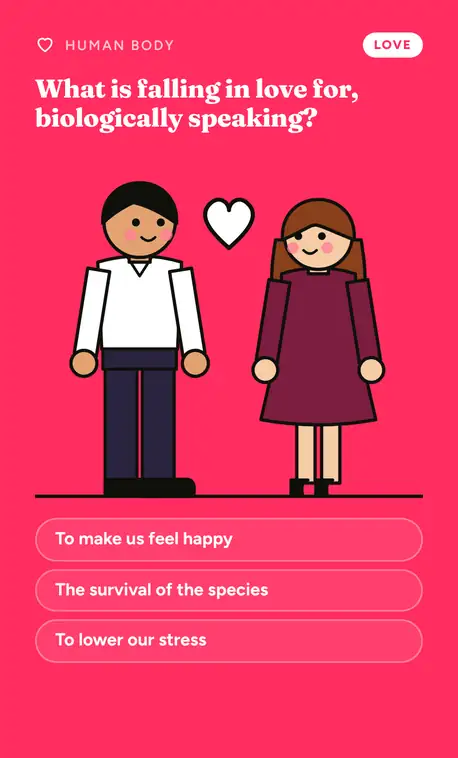 HUMAN BODY
LOVE
What is falling in love for,
biologically speaking?
To make us feel happy
The survival of the species
To lower our stress